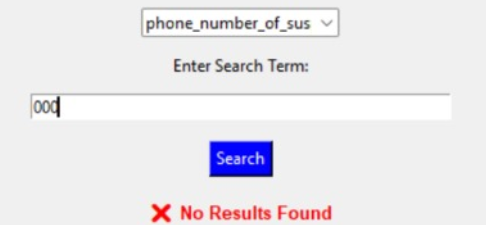 phone_number_of_sus
Enter Search Term:
000
Search
❌ No Results Found